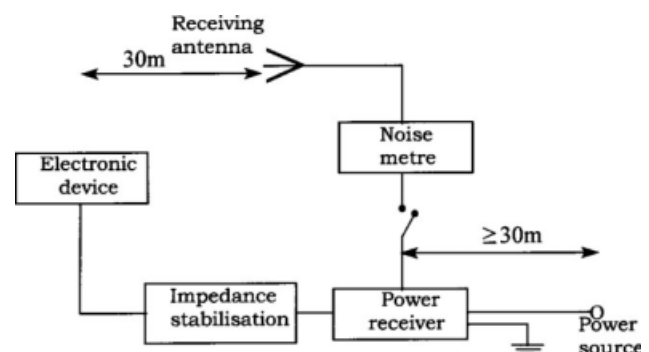 Receiving
antenna
30m
Noise
metre
Electronic
device
≥30m
Impedance
stabilisation
Power
receiver
Power
source